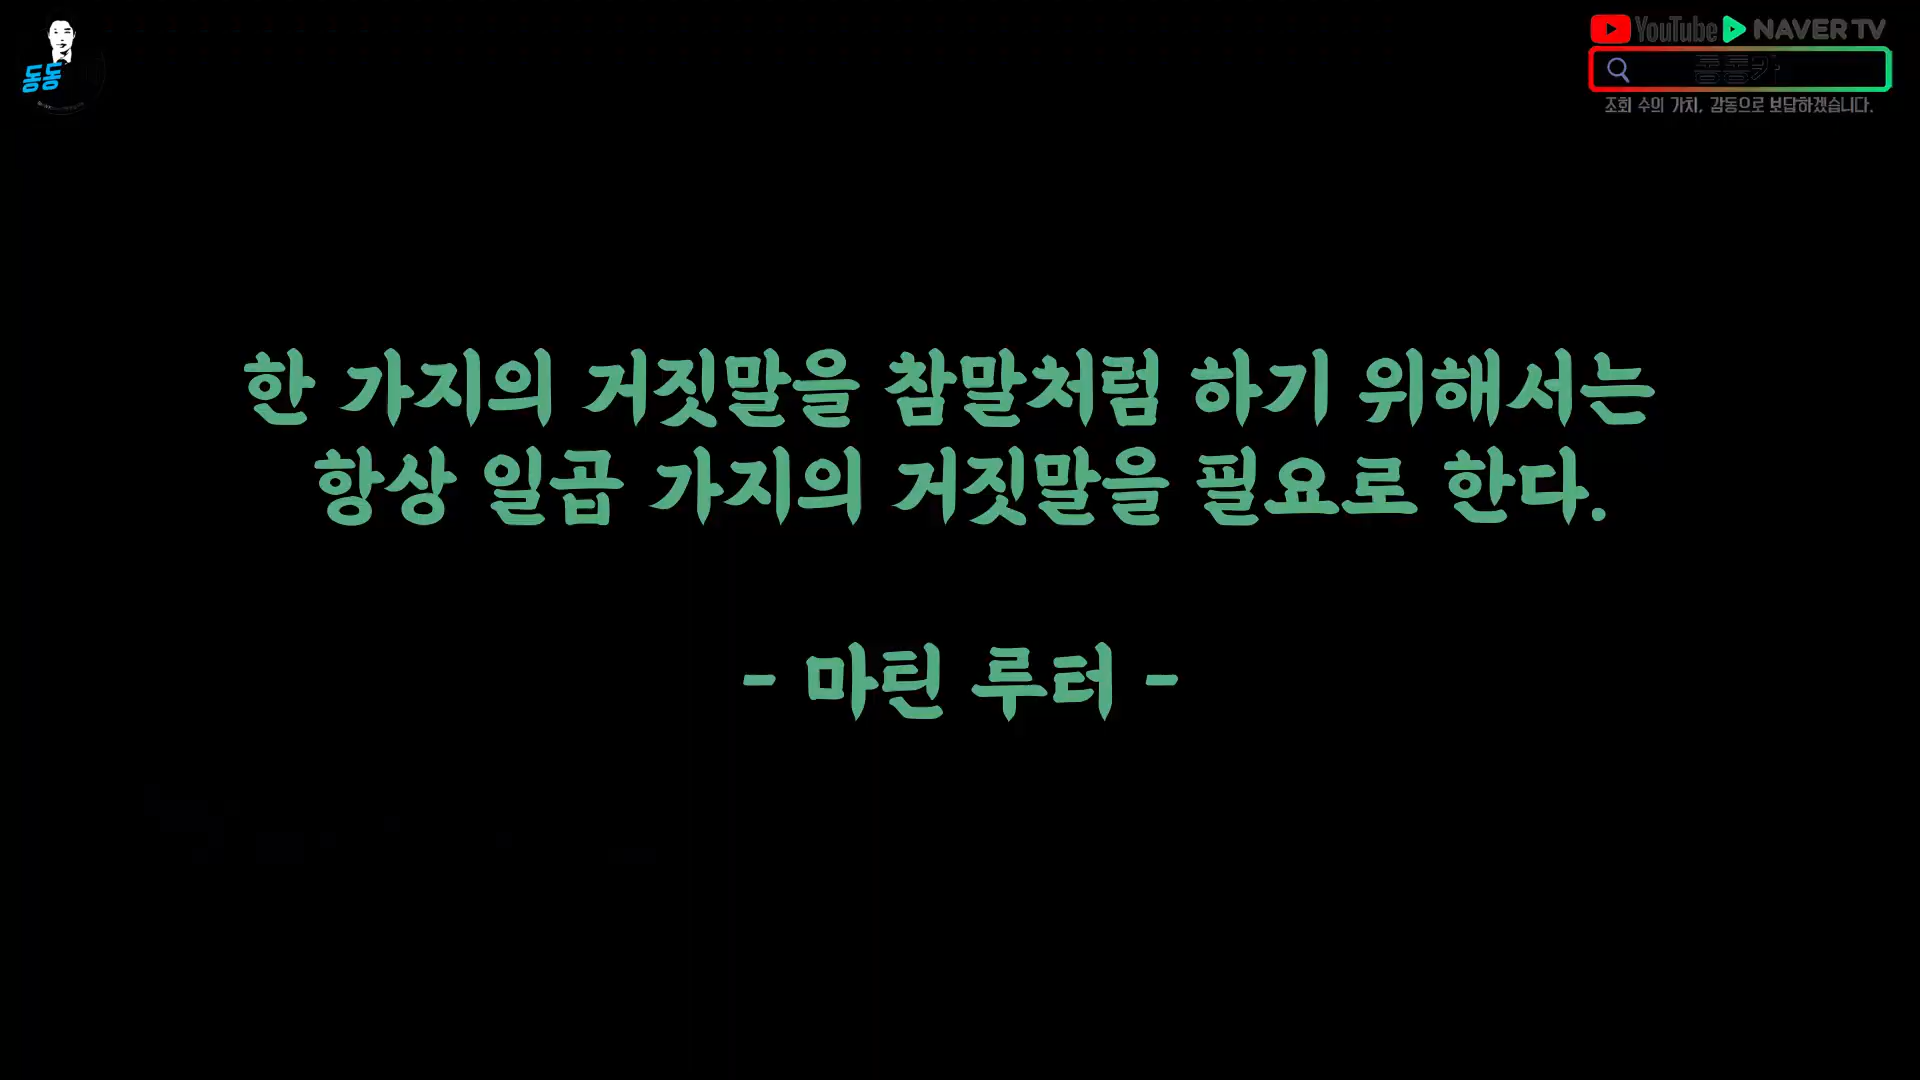 동동
YouTube NAVER TV
조회 수의 가치, 감동으로 보답하겠습니다.
한 가지의 거짓말을 참말처럼 하기 위해서는
항상 일곱 가지의 거짓말을 필요로 한다.
- 마틴 루터 -